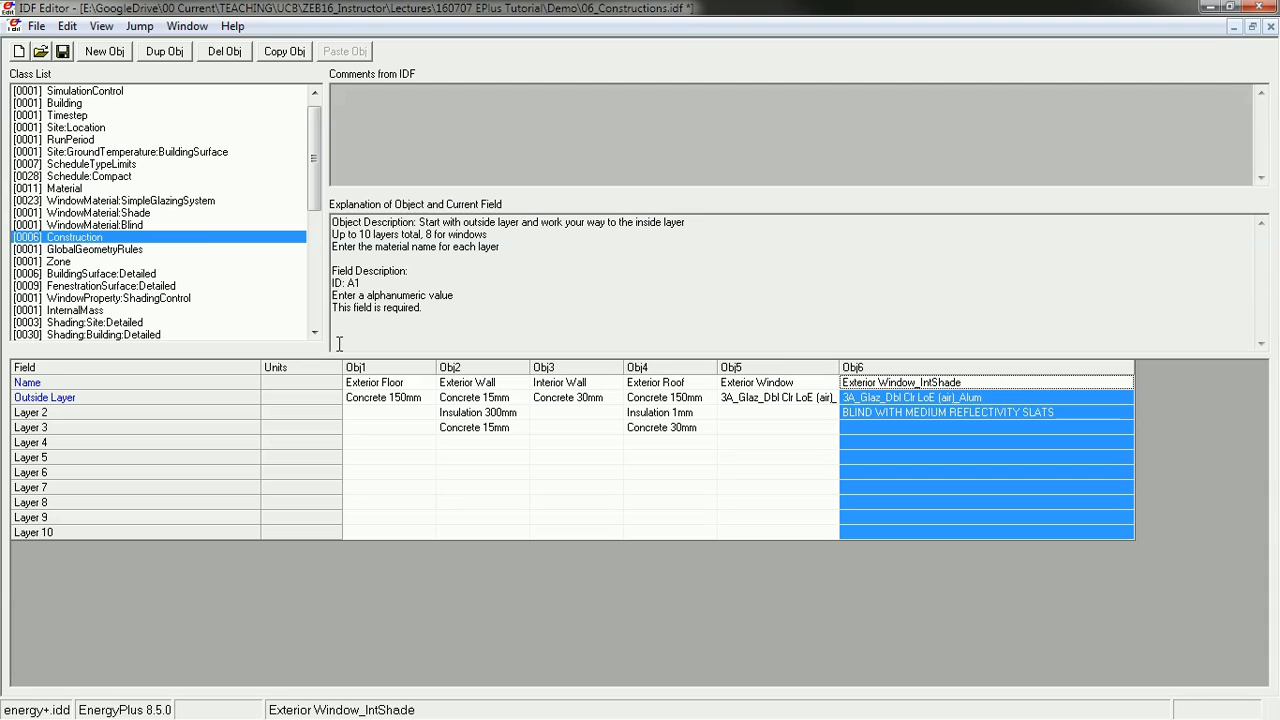 IDF Editor - [E:\GoogleDrive\00 Current\TEACHING\UCB\ZEB16_Instructor\Lectures\160707 EPlus Tutorial\Demo\06_Constructions.idf *]
File Edit View Jump Window Help
New Obj Dup Obj Del Obj Copy Obj Paste Obj
Class List
[0001] SimulationControl
[0001] Building
[0001] Timestep
[0001] Site:Location
[0001] RunPeriod
[0001] Site:GroundTemperature:BuildingSurface
[0007] ScheduleTypeLimits
[0028] Schedule:Compact
[0011] Material
[0023] WindowMaterial:SimpleGlazingSystem
[0001] WindowMaterial:Shade
[0001] WindowMaterial:Blind
[0006] Construction
[0001] GlobalGeometryRules
[0001] Zone
[0006] BuildingSurface:Detailed
[0009] FenestrationSurface:Detailed
[0001] WindowProperty:ShadingControl
[0001] InternalMass
[0003] Shading:Site:Detailed
[0030] Shading:Building:Detailed
Comments from IDF
Explanation of Object and Current Field
Object Description: Start with outside layer and work your way to the inside layer
Up to 10 layers total, 8 for windows
Enter the material name for each layer
Field Description:
ID: A1
Enter a alphanumeric value
This field is required.
Field Units Obj1 Obj2 Obj3 Obj4 Obj5 Obj6
Name Exterior Floor Exterior Wall Interior Wall Exterior Roof Exterior Window Exterior Window_IntShade
Outside Layer Concrete 150mm Concrete 15mm Concrete 30mm Concrete 150mm 3A_Glaz_Dbl Clr LoE (air)_ 3A_Glaz_Dbl Clr LoE (air)_Alum
Layer 2 Insulation 300mm Insulation 1mm BLIND WITH MEDIUM REFLECTIVITY SLATS
Layer 3 Concrete 15mm Concrete 30mm
Layer 4
Layer 5
Layer 6
Layer 7
Layer 8
Layer 9
Layer 10
energy+.idd EnergyPlus 8.5.0 Exterior Window_IntShade